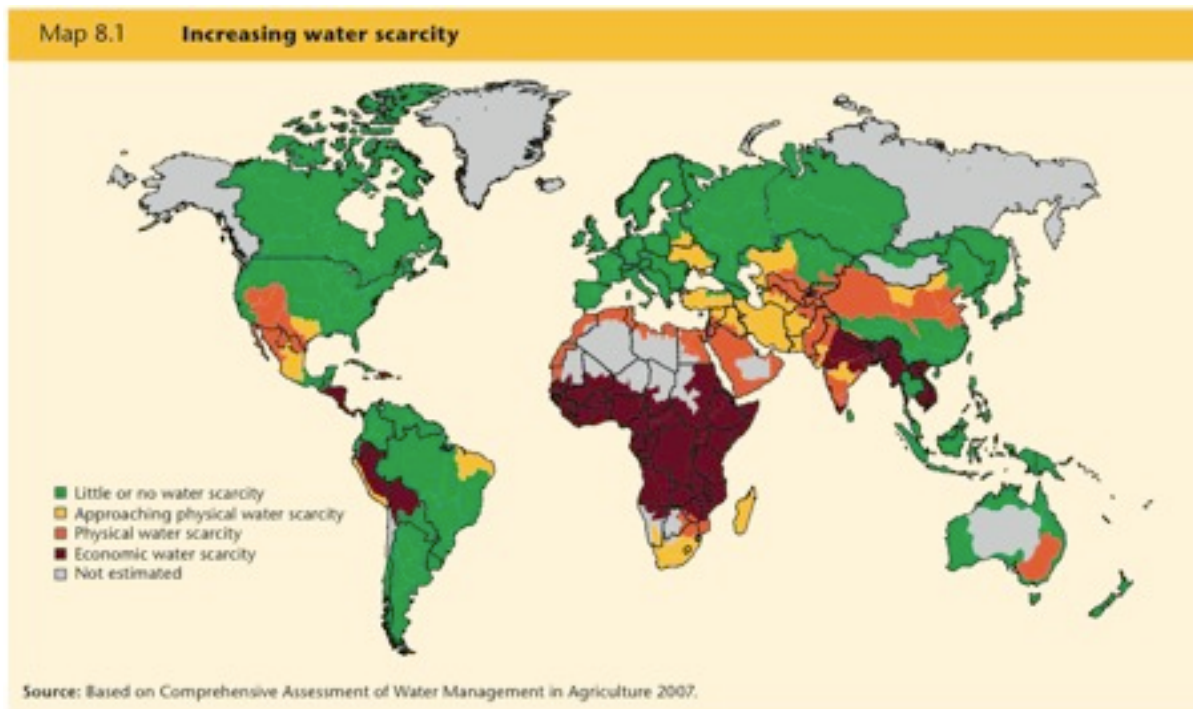 Map 8.1 Increasing water scarcity
Little or no water scarcity
Approaching physical water scarcity
Physical water scarcity
Economic water scarcity
Not estimated
Source: Based on Comprehensive Assessment of Water Management in Agriculture 2007.